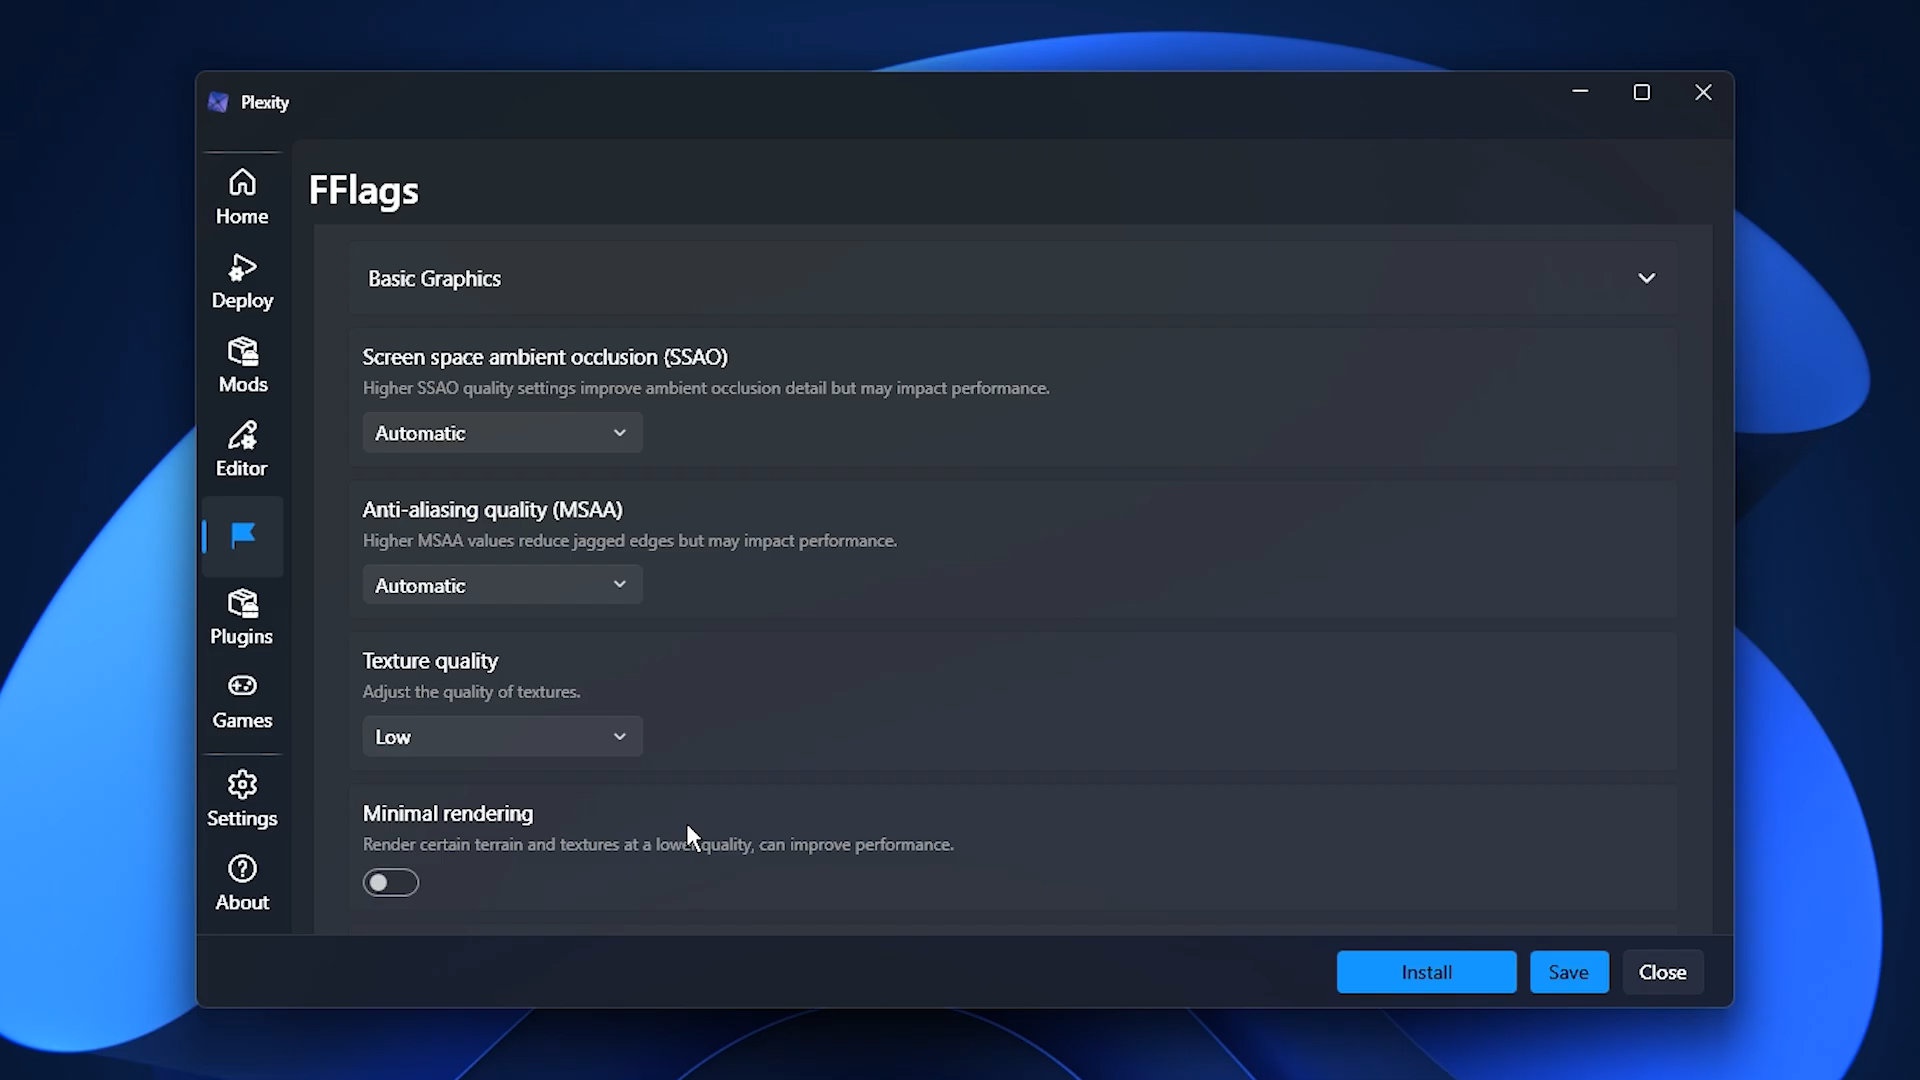 Plexity
Home
Deploy
Mods
Editor
Plugins
Games
Settings
About
FFlags
Basic Graphics
Screen space ambient occlusion (SSAO)
Higher SSAO quality settings improve ambient occlusion detail but may impact performance.
Automatic
Anti-aliasing quality (MSAA)
Higher MSAA values reduce jagged edges but may impact performance.
Automatic
Texture quality
Adjust the quality of textures.
Low
Minimal rendering
Render certain terrain and textures at a lower quality, can improve performance.
Install
Save
Close